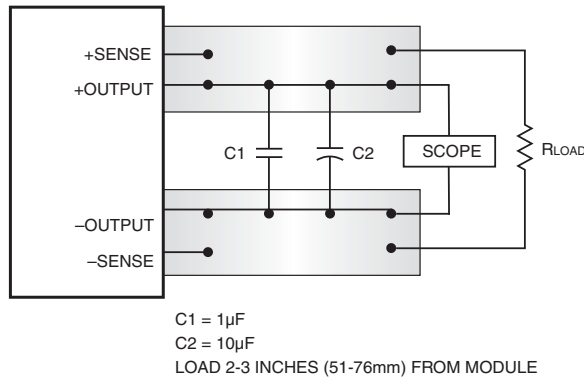 +SENSE
+OUTPUT
C1
C2
SCOPE
RLOAD
–OUTPUT
–SENSE
C1 = 1µF
C2 = 10µF
LOAD 2-3 INCHES (51-76mm) FROM MODULE